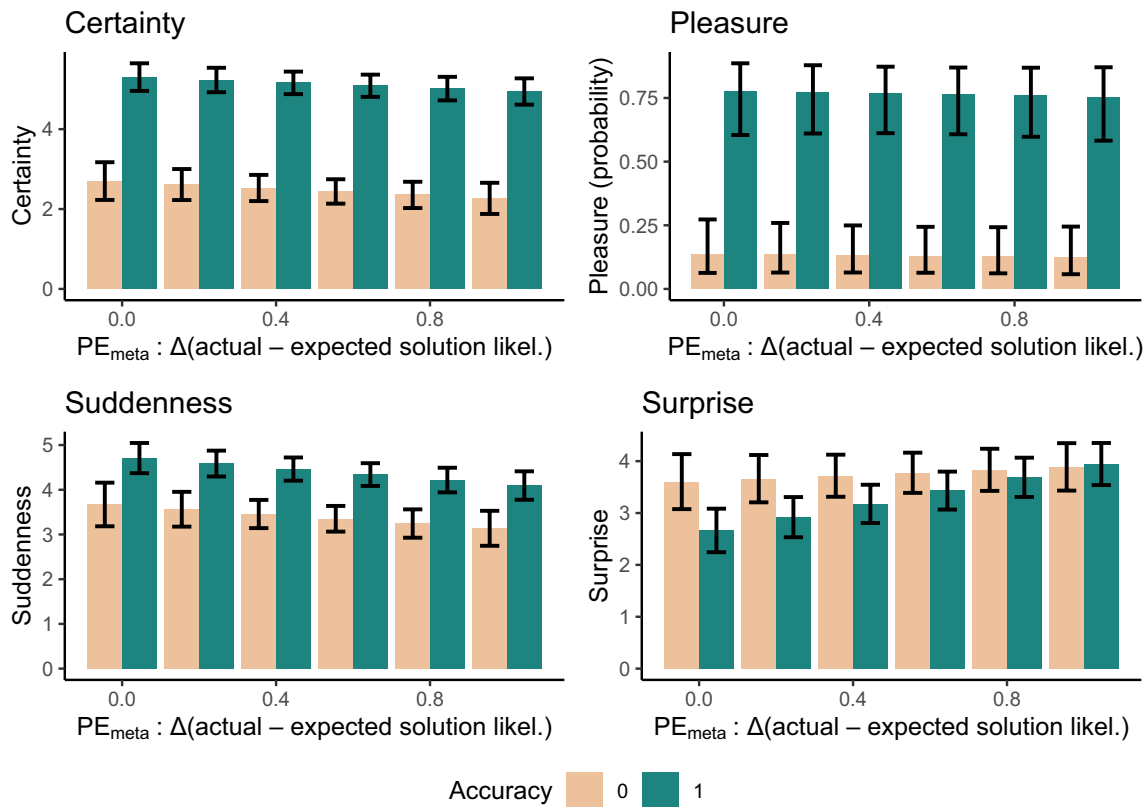 Certainty
Certainty
4
2
0
0.0 0.4 0.8
PEmeta : Δ(actual – expected solution likel.)
Pleasure
Pleasure (probability)
0.75
0.50
0.25
0.00
0.0 0.4 0.8
PEmeta : Δ(actual – expected solution likel.)
Suddenness
Suddenness
5
4
3
2
1
0
0.0 0.4 0.8
PEmeta : Δ(actual – expected solution likel.)
Surprise
Surprise
4
3
2
1
0
0.0 0.4 0.8
PEmeta : Δ(actual – expected solution likel.)
Accuracy 0 1